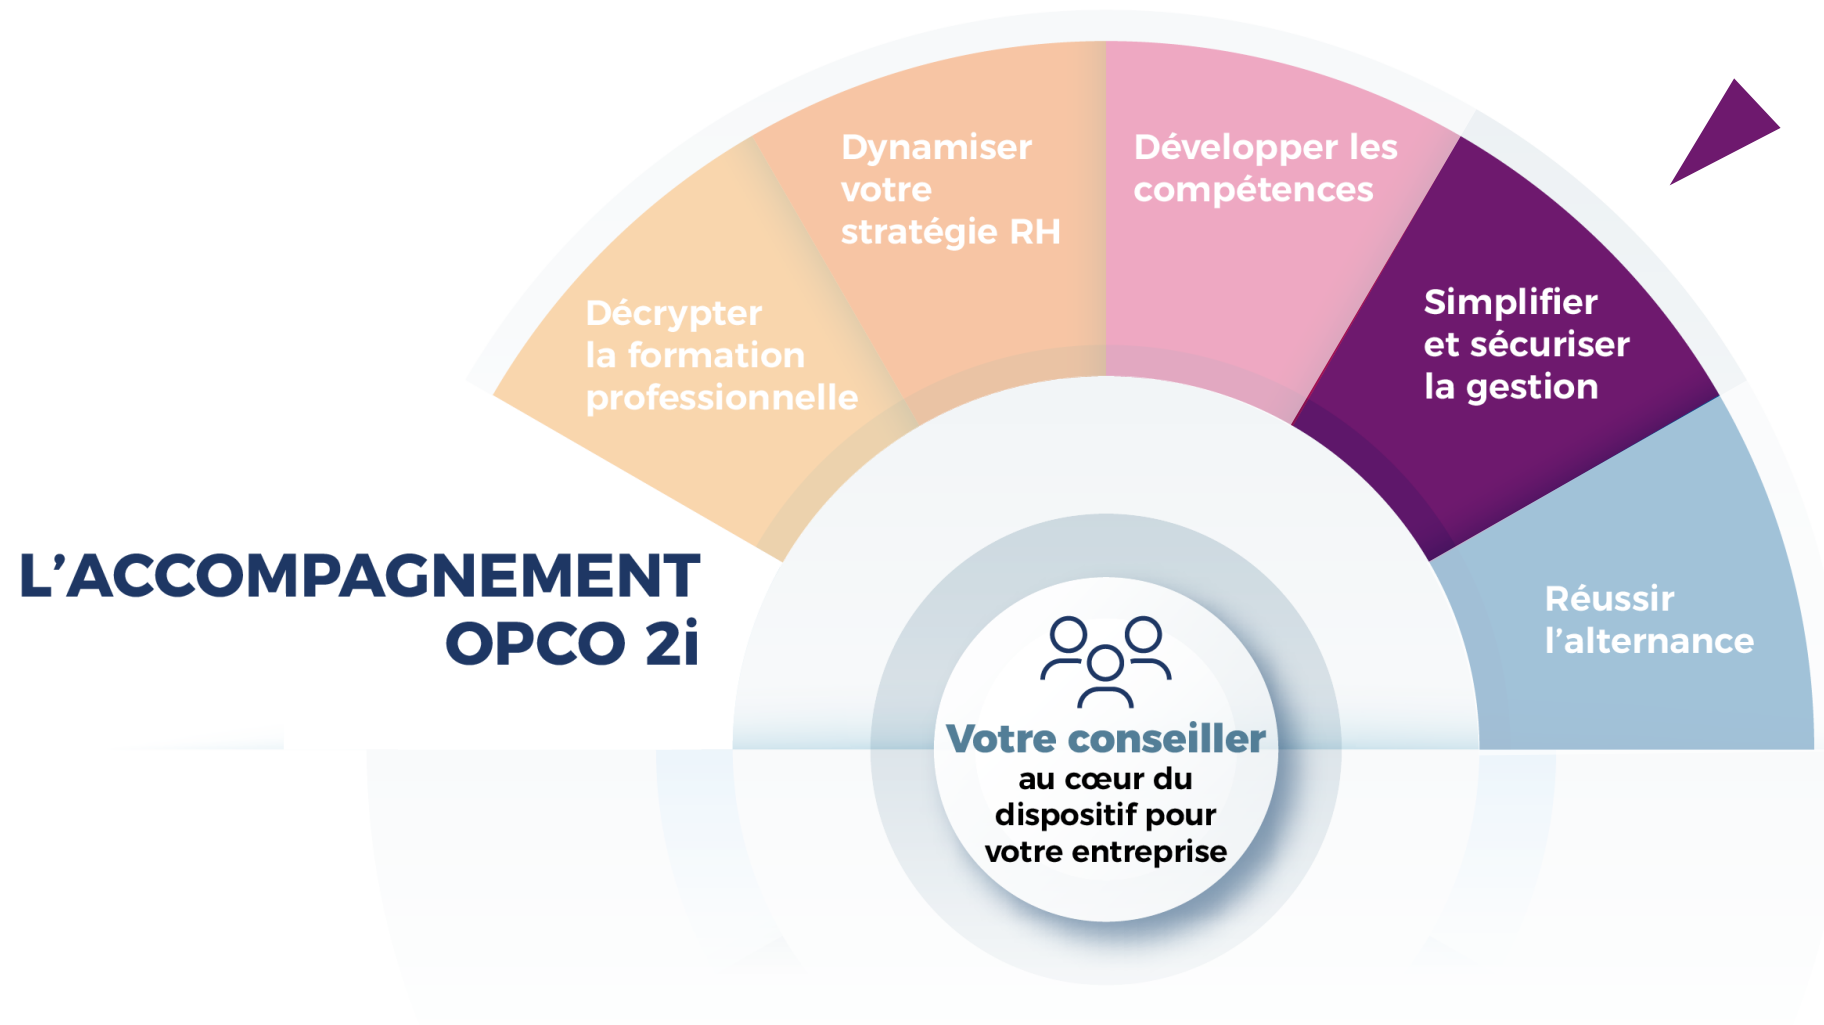 L’ACCOMPAGNEMENT
OPCO 2i
Décrypter
la formation
professionnelle
Dynamiser
votre
stratégie RH
Développer les
compétences
Simplifier
et sécuriser
la gestion
Réussir
l’alternance
Votre conseiller
au cœur du
dispositif pour
votre entreprise